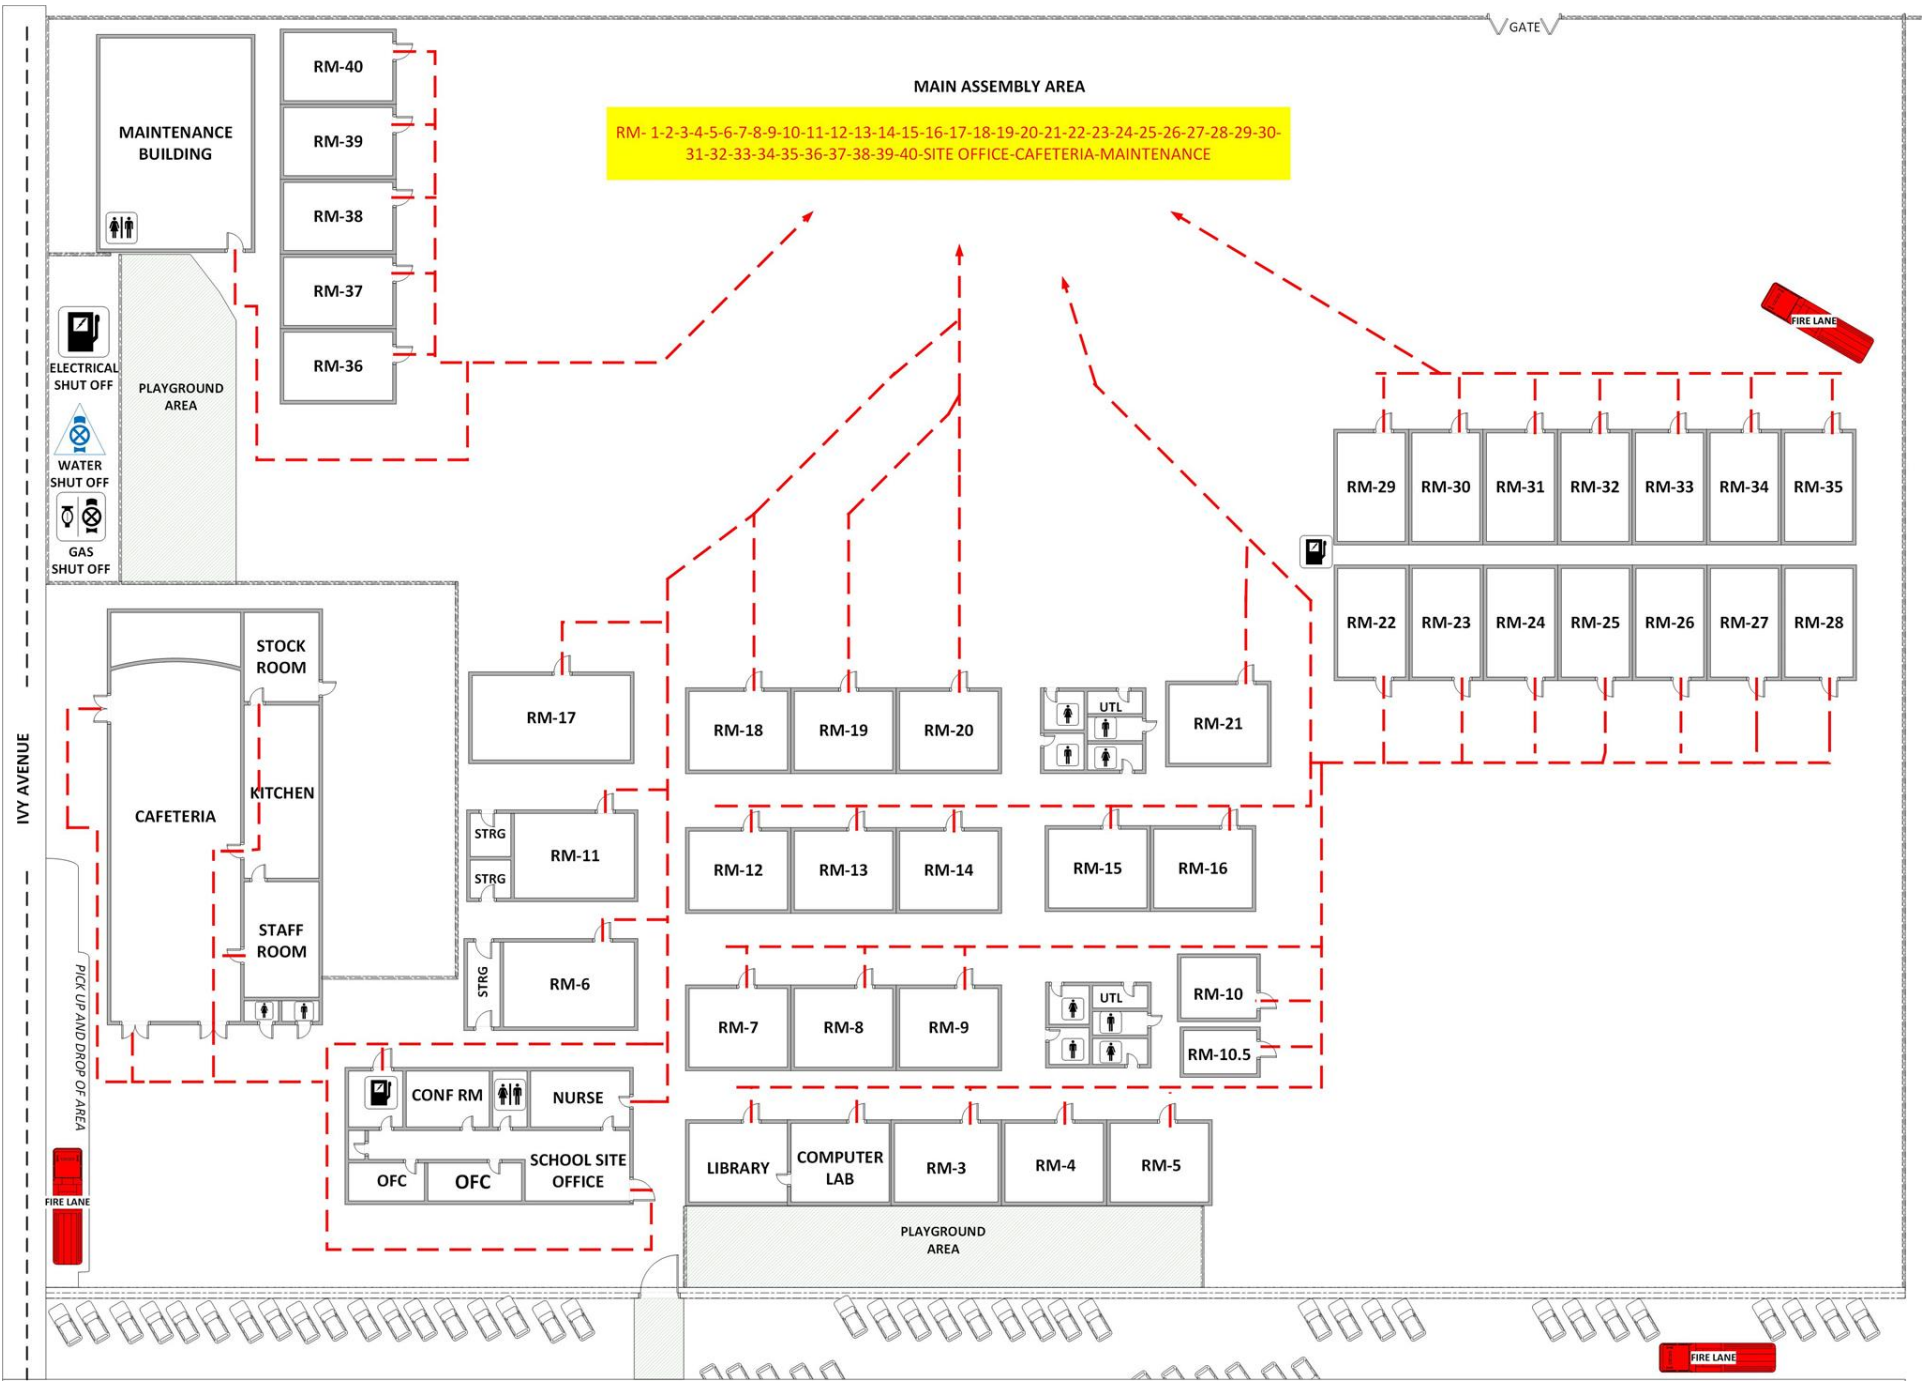 GATE
MAIN ASSEMBLY AREA
RM- 1-2-3-4-5-6-7-8-9-10-11-12-13-14-15-16-17-18-19-20-21-22-23-24-25-26-27-28-29-30-
31-32-33-34-35-36-37-38-39-40-SITE OFFICE-CAFETERIA-MAINTENANCE
MAINTENANCE
BUILDING
RM-40
RM-39
RM-38
RM-37
RM-36
ELECTRICAL
SHUT OFF
WATER
SHUT OFF
GAS
SHUT OFF
PLAYGROUND
AREA
FIRE LANE
RM-29
RM-30
RM-31
RM-32
RM-33
RM-34
RM-35
RM-22
RM-23
RM-24
RM-25
RM-26
RM-27
RM-28
IVY AVENUE
STOCK
ROOM
KITCHEN
CAFETERIA
STAFF
ROOM
RM-17
RM-18
RM-19
RM-20
UTL
RM-21
STRG
STRG
RM-11
RM-12
RM-13
RM-14
RM-15
RM-16
STRG
RM-6
RM-7
RM-8
RM-9
UTL
RM-10
RM-10.5
PICK UP AND DROP OF AREA
CONF RM
NURSE
OFC
OFC
SCHOOL SITE
OFFICE
LIBRARY
COMPUTER
LAB
RM-3
RM-4
RM-5
FIRE LANE
PLAYGROUND
AREA
FIRE LANE